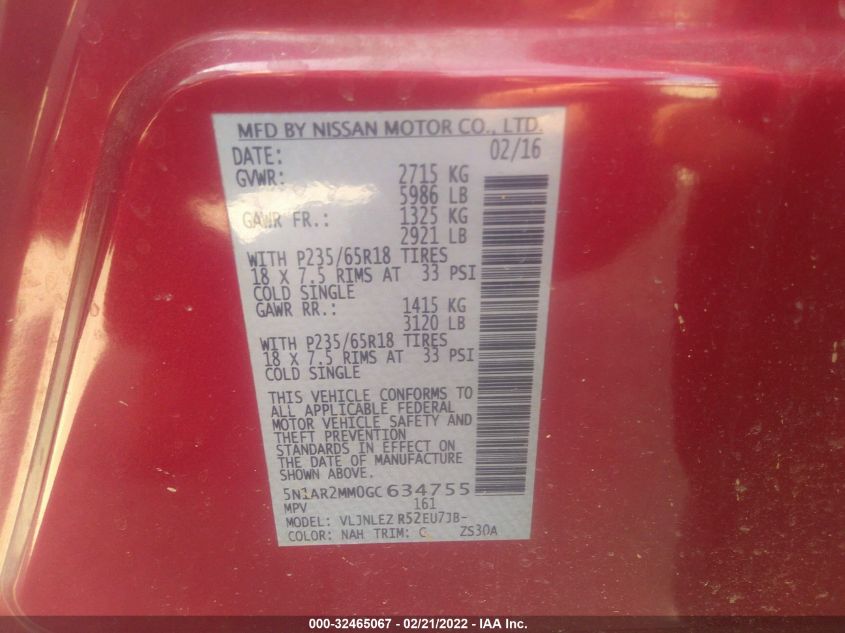 MFD BY NISSAN MOTOR CO., LTD.
DATE: 02/16
GVWR: 2715 KG
5986 LB
GAWR FR.: 1325 KG
2921 LB
WITH P235/65R18 TIRES
18 X 7.5 RIMS AT 33 PSI
COLD SINGLE
GAWR RR.: 1415 KG
3120 LB
WITH P235/65R18 TIRES
18 X 7.5 RIMS AT 33 PSI
COLD SINGLE
THIS VEHICLE CONFORMS TO
ALL APPLICABLE FEDERAL
MOTOR VEHICLE SAFETY AND
THEFT PREVENTION
STANDARDS IN EFFECT ON
THE DATE OF MANUFACTURE
SHOWN ABOVE.
5N1AR2MM0GC634755
MPV 161
MODEL: VLJNLEZ R52EU7JB-
COLOR: NAH TRIM: C ZS30A
000-32465067 - 02/21/2022 - IAA Inc.